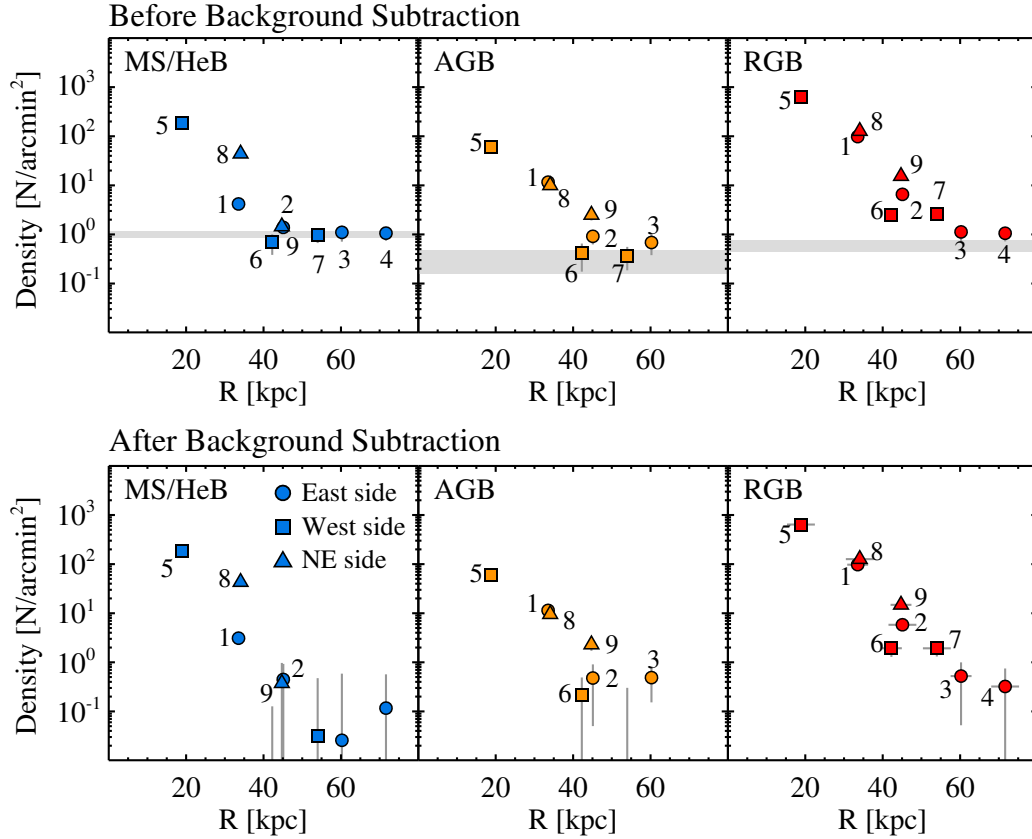 Before Background Subtraction
MS/HeB
AGB
RGB
Density [N/arcmin²]
10³
10²
10¹
10⁰
10⁻¹
5
8
1
2
6
9
7
3
4
5
1
8
9
2
3
6
7
5
8
1
9
6
2
7
3
4
20 40 60
20 40 60
20 40 60
R [kpc]
R [kpc]
R [kpc]
After Background Subtraction
MS/HeB
AGB
RGB
East side
West side
NE side
Density [N/arcmin²]
10³
10²
10¹
10⁰
10⁻¹
5
8
1
2
9
5
1
8
9
2
3
6
5
8
1
9
2
6
7
3
4
20 40 60
20 40 60
20 40 60
R [kpc]
R [kpc]
R [kpc]